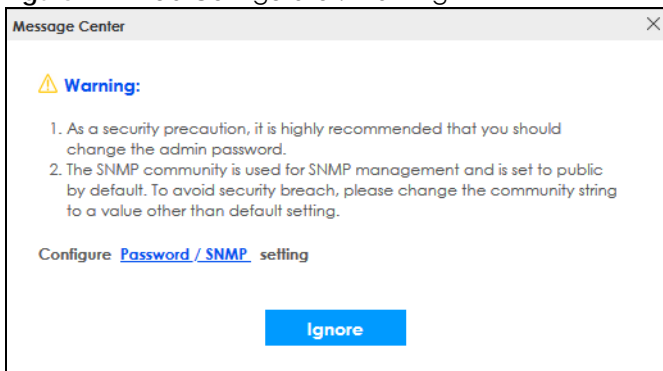 Message Center
Warning:
1. As a security precaution, it is highly recommended that you should
change the admin password.
2. The SNMP community is used for SNMP management and is set to public
by default. To avoid security breach, please change the community string
to a value other than default setting.
Configure Password / SNMP setting
Ignore